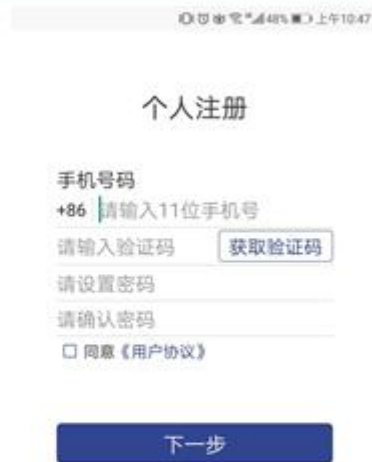 48% 上午10:47
个人注册
手机号码
+86 请输入11位手机号
请输入验证码 获取验证码
请设置密码
请确认密码
同意《用户协议》
下一步